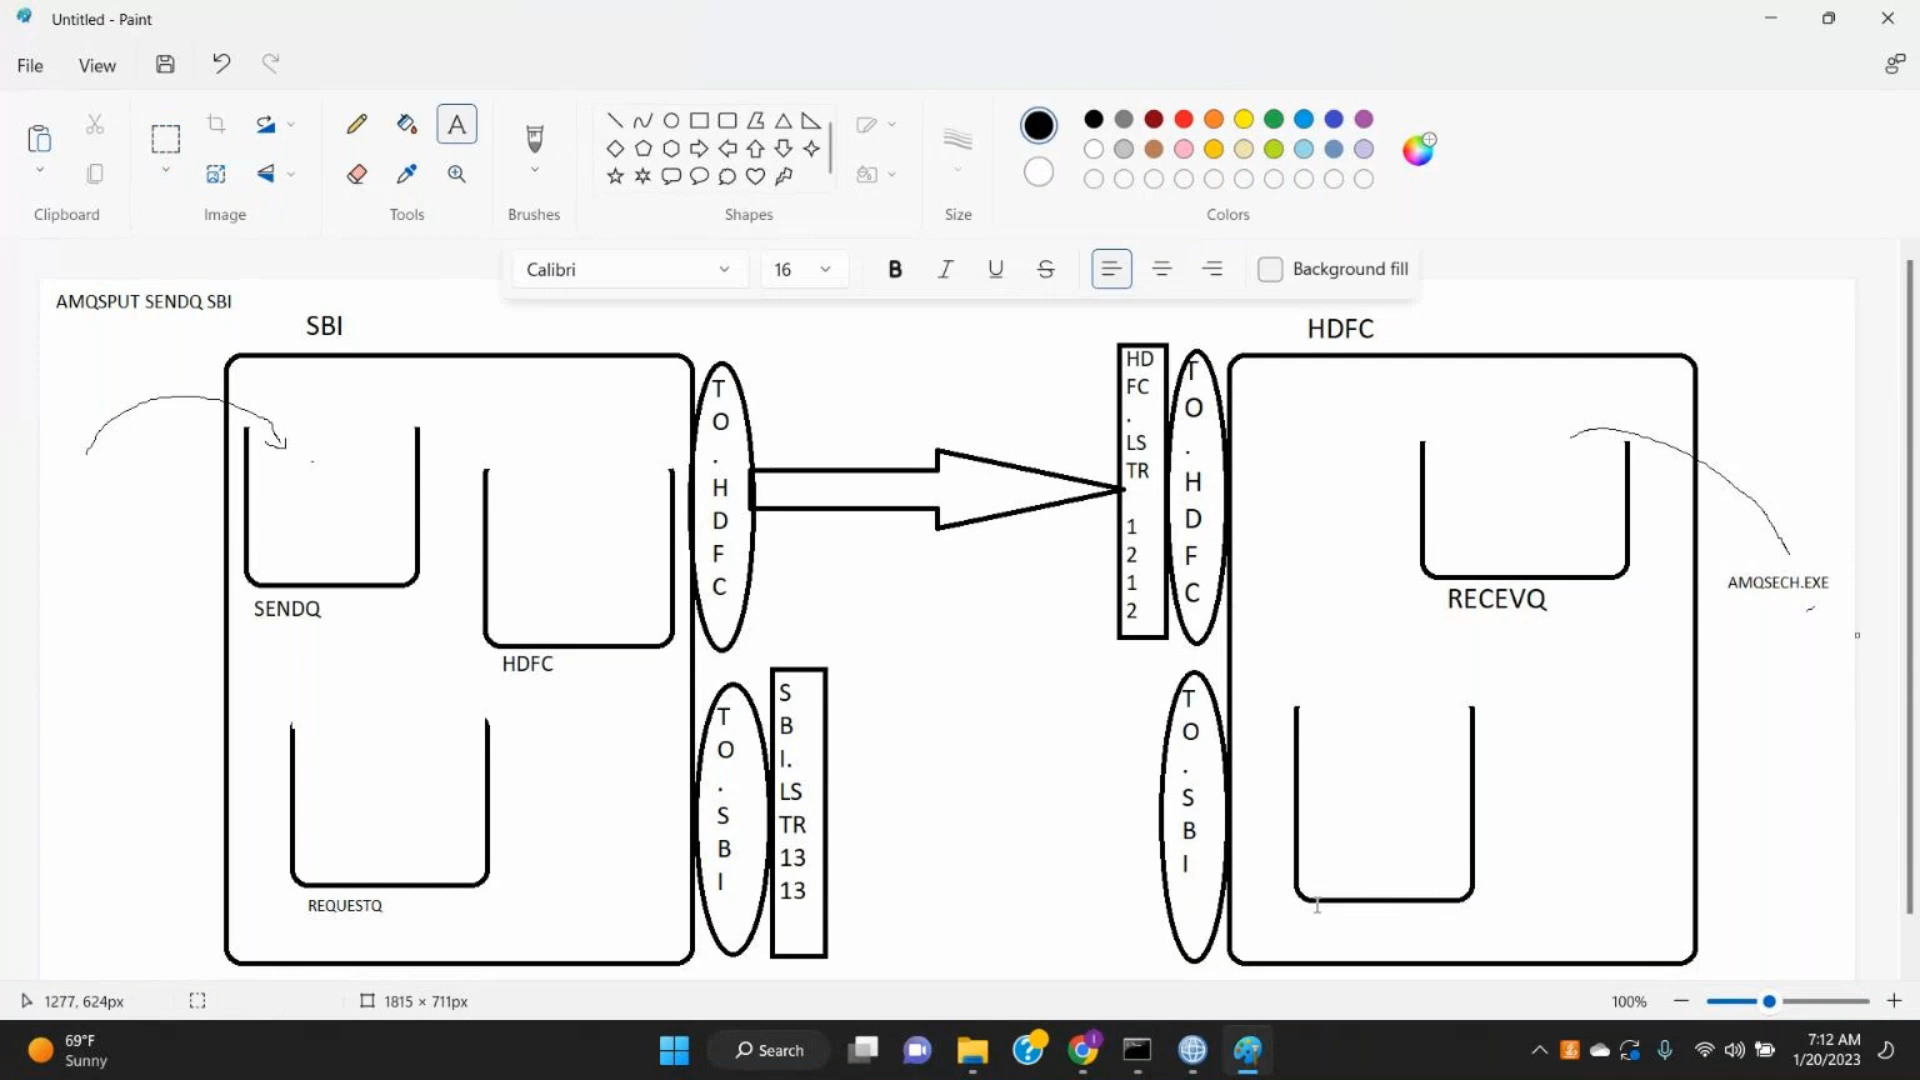 Untitled - Paint
File
View
Clipboard
Image
Tools
Brushes
Shapes
Size
Colors
Calibri
16
B
I
U
S
Background fill
AMQSPUT SENDQ SBI
SBI
HDFC
T
O
.
H
D
F
C
HD
FC
.
LS
TR
1
2
1
2
T
O
.
H
D
F
C
SENDQ
HDFC
RECEVQ
AMQSECH.EXE
T
O
.
S
B
I
S
B
I.
LS
TR
13
13
T
O
.
S
B
I
REQUESTQ
1277, 624px
1815 × 711px
100%
69°F
Sunny
Search
7:12 AM
1/20/2023